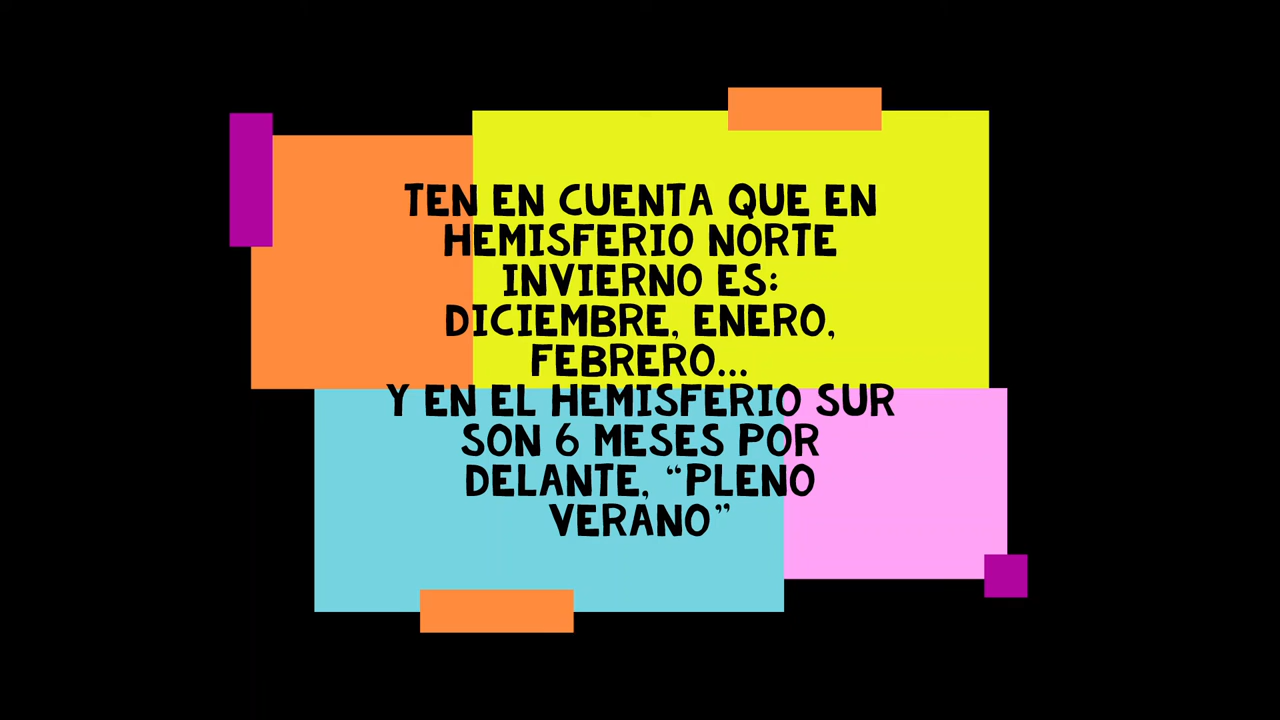 TEN EN CUENTA QUE EN
HEMISFERIO NORTE
INVIERNO ES:
DICIEMBRE, ENERO,
FEBRERO...
Y EN EL HEMISFERIO SUR
SON 6 MESES POR
DELANTE, “PLENO
VERANO”